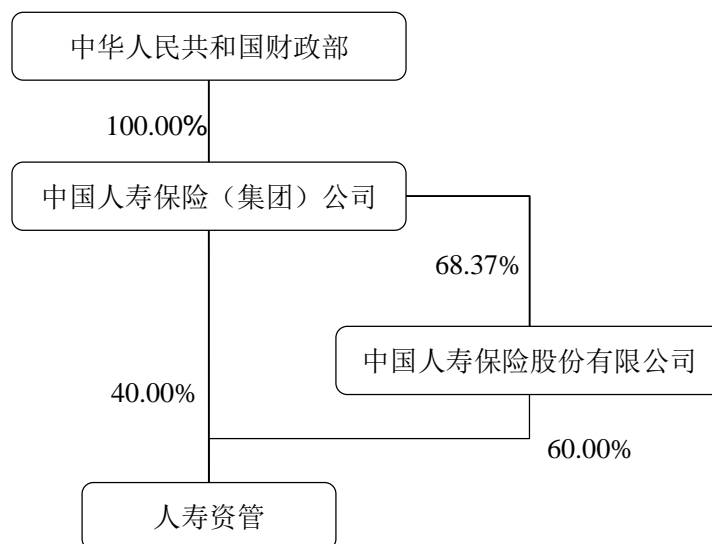 中华人民共和国财政部
100.00%
中国人寿保险（集团）公司
68.37%
中国人寿保险股份有限公司
40.00%
60.00%
人寿资管